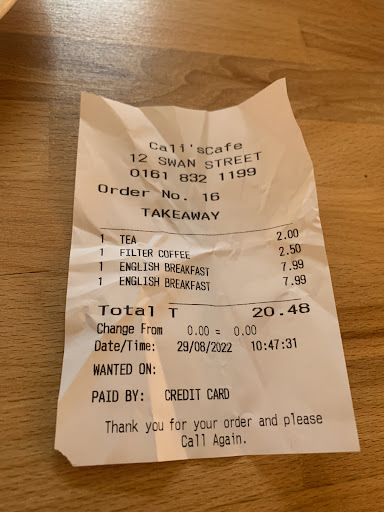 Cali'sCafe
12 SWAN STREET
0161 832 1199
Order No. 16
TAKEAWAY
1 TEA 2.00
1 FILTER COFFEE 2.50
1 ENGLISH BREAKFAST 7.99
1 ENGLISH BREAKFAST 7.99
Total T 20.48
Change From 0.00 = 0.00
Date/Time: 29/08/2022 10:47:31
WANTED ON:
PAID BY: CREDIT CARD
Thank you for your order and please
Call Again.